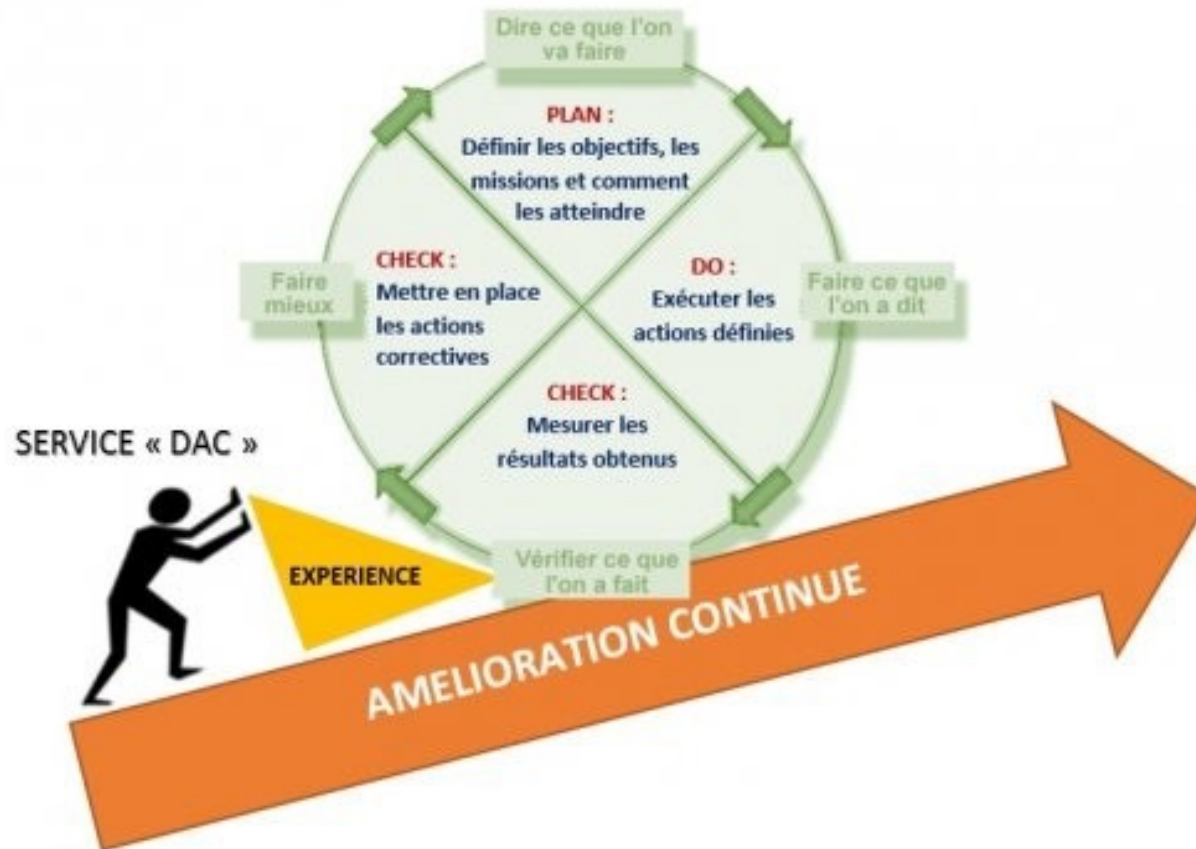 Dire ce que l'on
va faire
PLAN :
Définir les objectifs, les
missions et comment
les atteindre
Faire
mieux
CHECK :
Mettre en place
les actions
correctives
DO :
Exécuter les
actions définies
Faire ce que
l'on a dit
CHECK :
Mesurer les
résultats obtenus
SERVICE « DAC »
EXPERIENCE
Vérifier ce que
l'on a fait
AMELIORATION CONTINUE